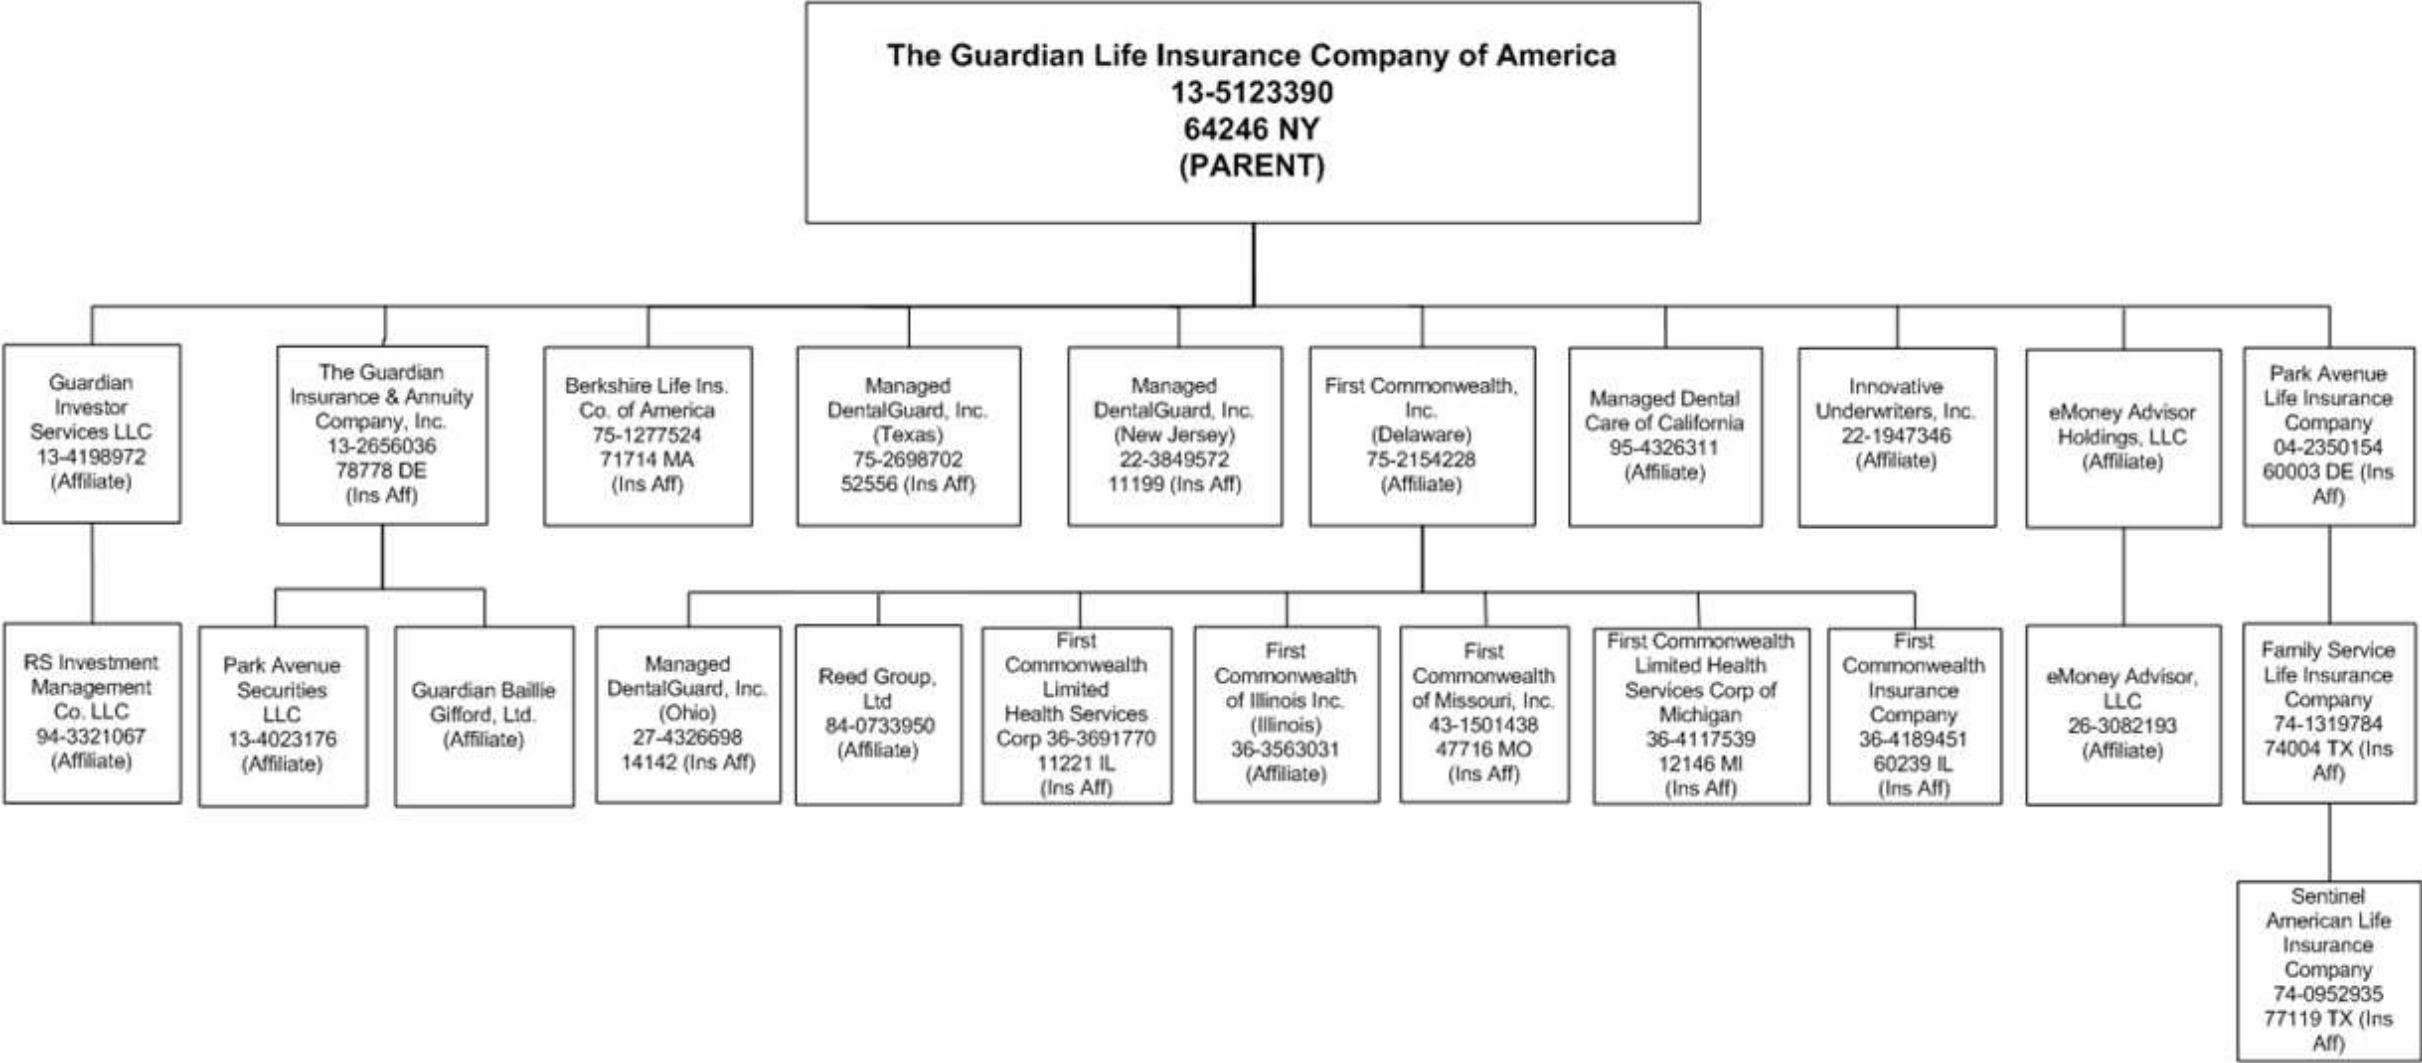 The Guardian Life Insurance Company of America
13-5123390
64246 NY
(PARENT)
Guardian
Investor
Services LLC
13-4198972
(Affiliate)
The Guardian
Insurance & Annuity
Company, Inc.
13-2656036
78778 DE
(Ins Aff)
Berkshire Life Ins.
Co. of America
75-1277524
71714 MA
(Ins Aff)
Managed
DentalGuard, Inc.
(Texas)
75-2698702
52556 (Ins Aff)
Managed
DentalGuard, Inc.
(New Jersey)
22-3849572
11199 (Ins Aff)
First Commonwealth,
Inc.
(Delaware)
75-2154228
(Affiliate)
Managed Dental
Care of California
95-4326311
(Affiliate)
Innovative
Underwriters, Inc.
22-1947346
(Affiliate)
eMoney Advisor
Holdings, LLC
(Affiliate)
Park Avenue
Life Insurance
Company
04-2350154
60003 DE (Ins
Aff)
RS Investment
Management
Co. LLC
94-3321067
(Affiliate)
Park Avenue
Securities
LLC
13-4023176
(Affiliate)
Guardian Baillie
Gifford, Ltd.
(Affiliate)
Managed
DentalGuard, Inc.
(Ohio)
27-4326698
14142 (Ins Aff)
Reed Group,
Ltd
84-0733950
(Affiliate)
First
Commonwealth
Limited
Health Services
Corp 36-3691770
11221 IL
(Ins Aff)
First
Commonwealth
of Illinois Inc.
(Illinois)
36-3563031
(Affiliate)
First
Commonwealth
of Missouri, Inc.
43-1501438
47716 MO
(Ins Aff)
First Commonwealth
Limited Health
Services Corp of
Michigan
36-4117539
12146 MI
(Ins Aff)
First
Commonwealth
Insurance
Company
36-4189451
60239 IL
(Ins Aff)
eMoney Advisor,
LLC
26-3082193
(Affiliate)
Family Service
Life Insurance
Company
74-1319784
74004 TX (Ins
Aff)
Sentinel
American Life
Insurance
Company
74-0952935
77119 TX (Ins
Aff)